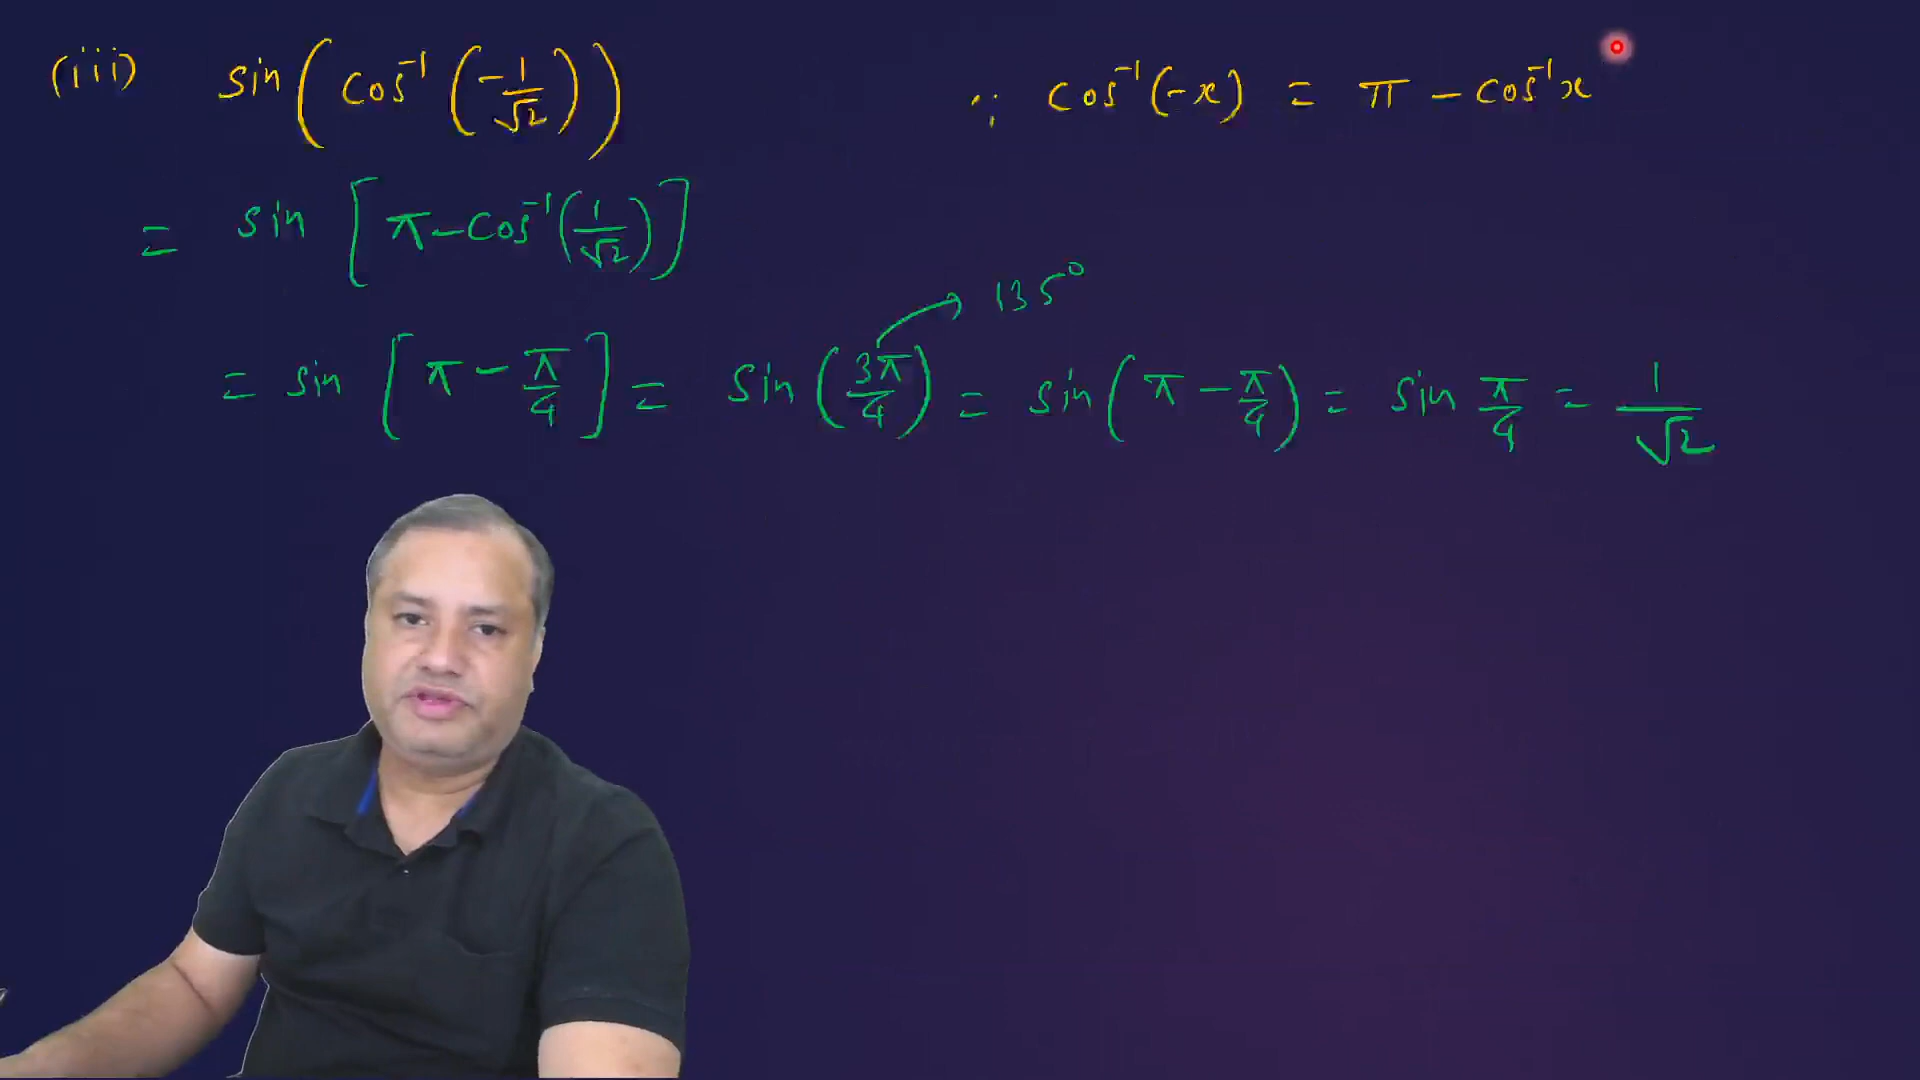 (iii) sin(cos⁻¹(-1/√2)) ∵ cos⁻¹(-x) = π - cos⁻¹x
= sin [π - cos⁻¹(1/√2)]
135°
= sin [π - π/4] = sin(3π/4) = sin(π - π/4) = sin π/4 = 1/√2